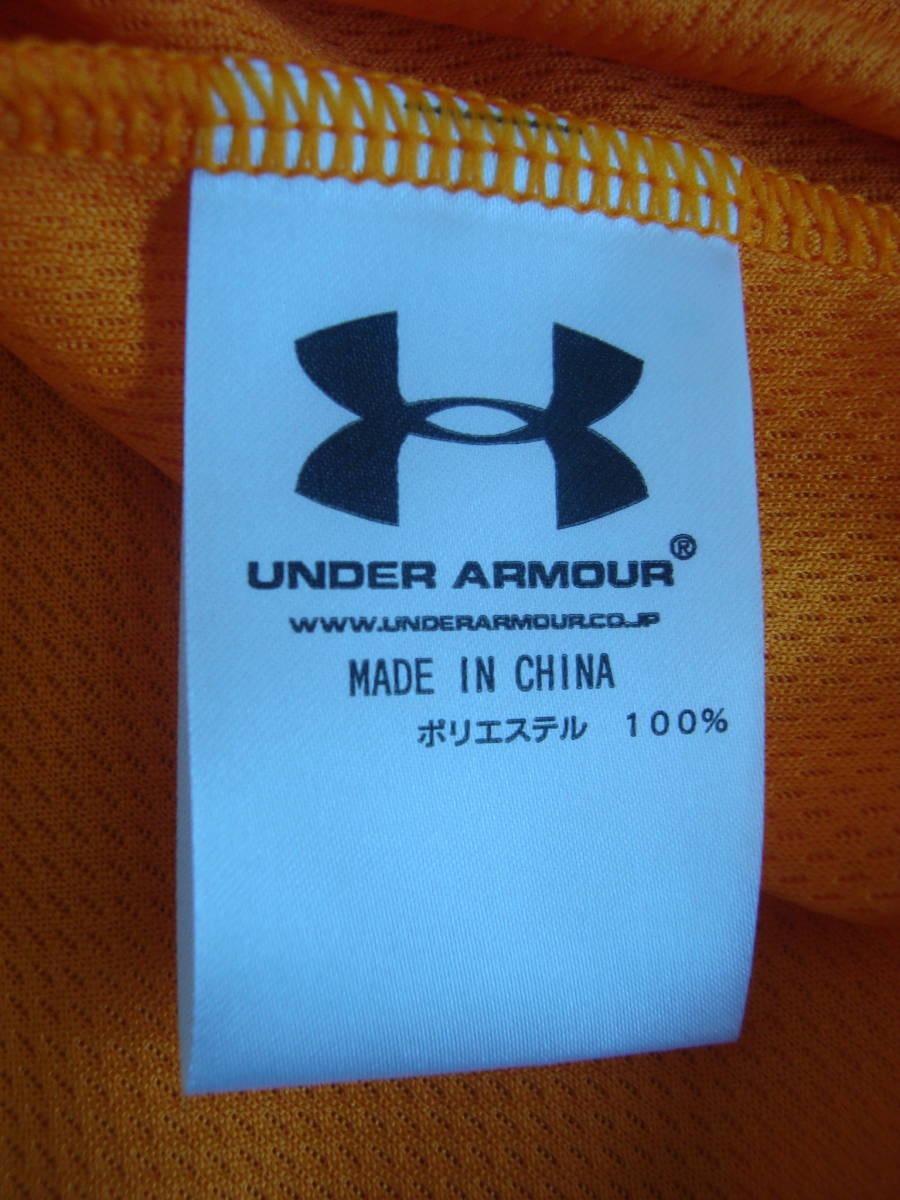 UNDER ARMOUR®
WWW.UNDERARMOUR.CO.JP
MADE IN CHINA
ポリエステル 100%